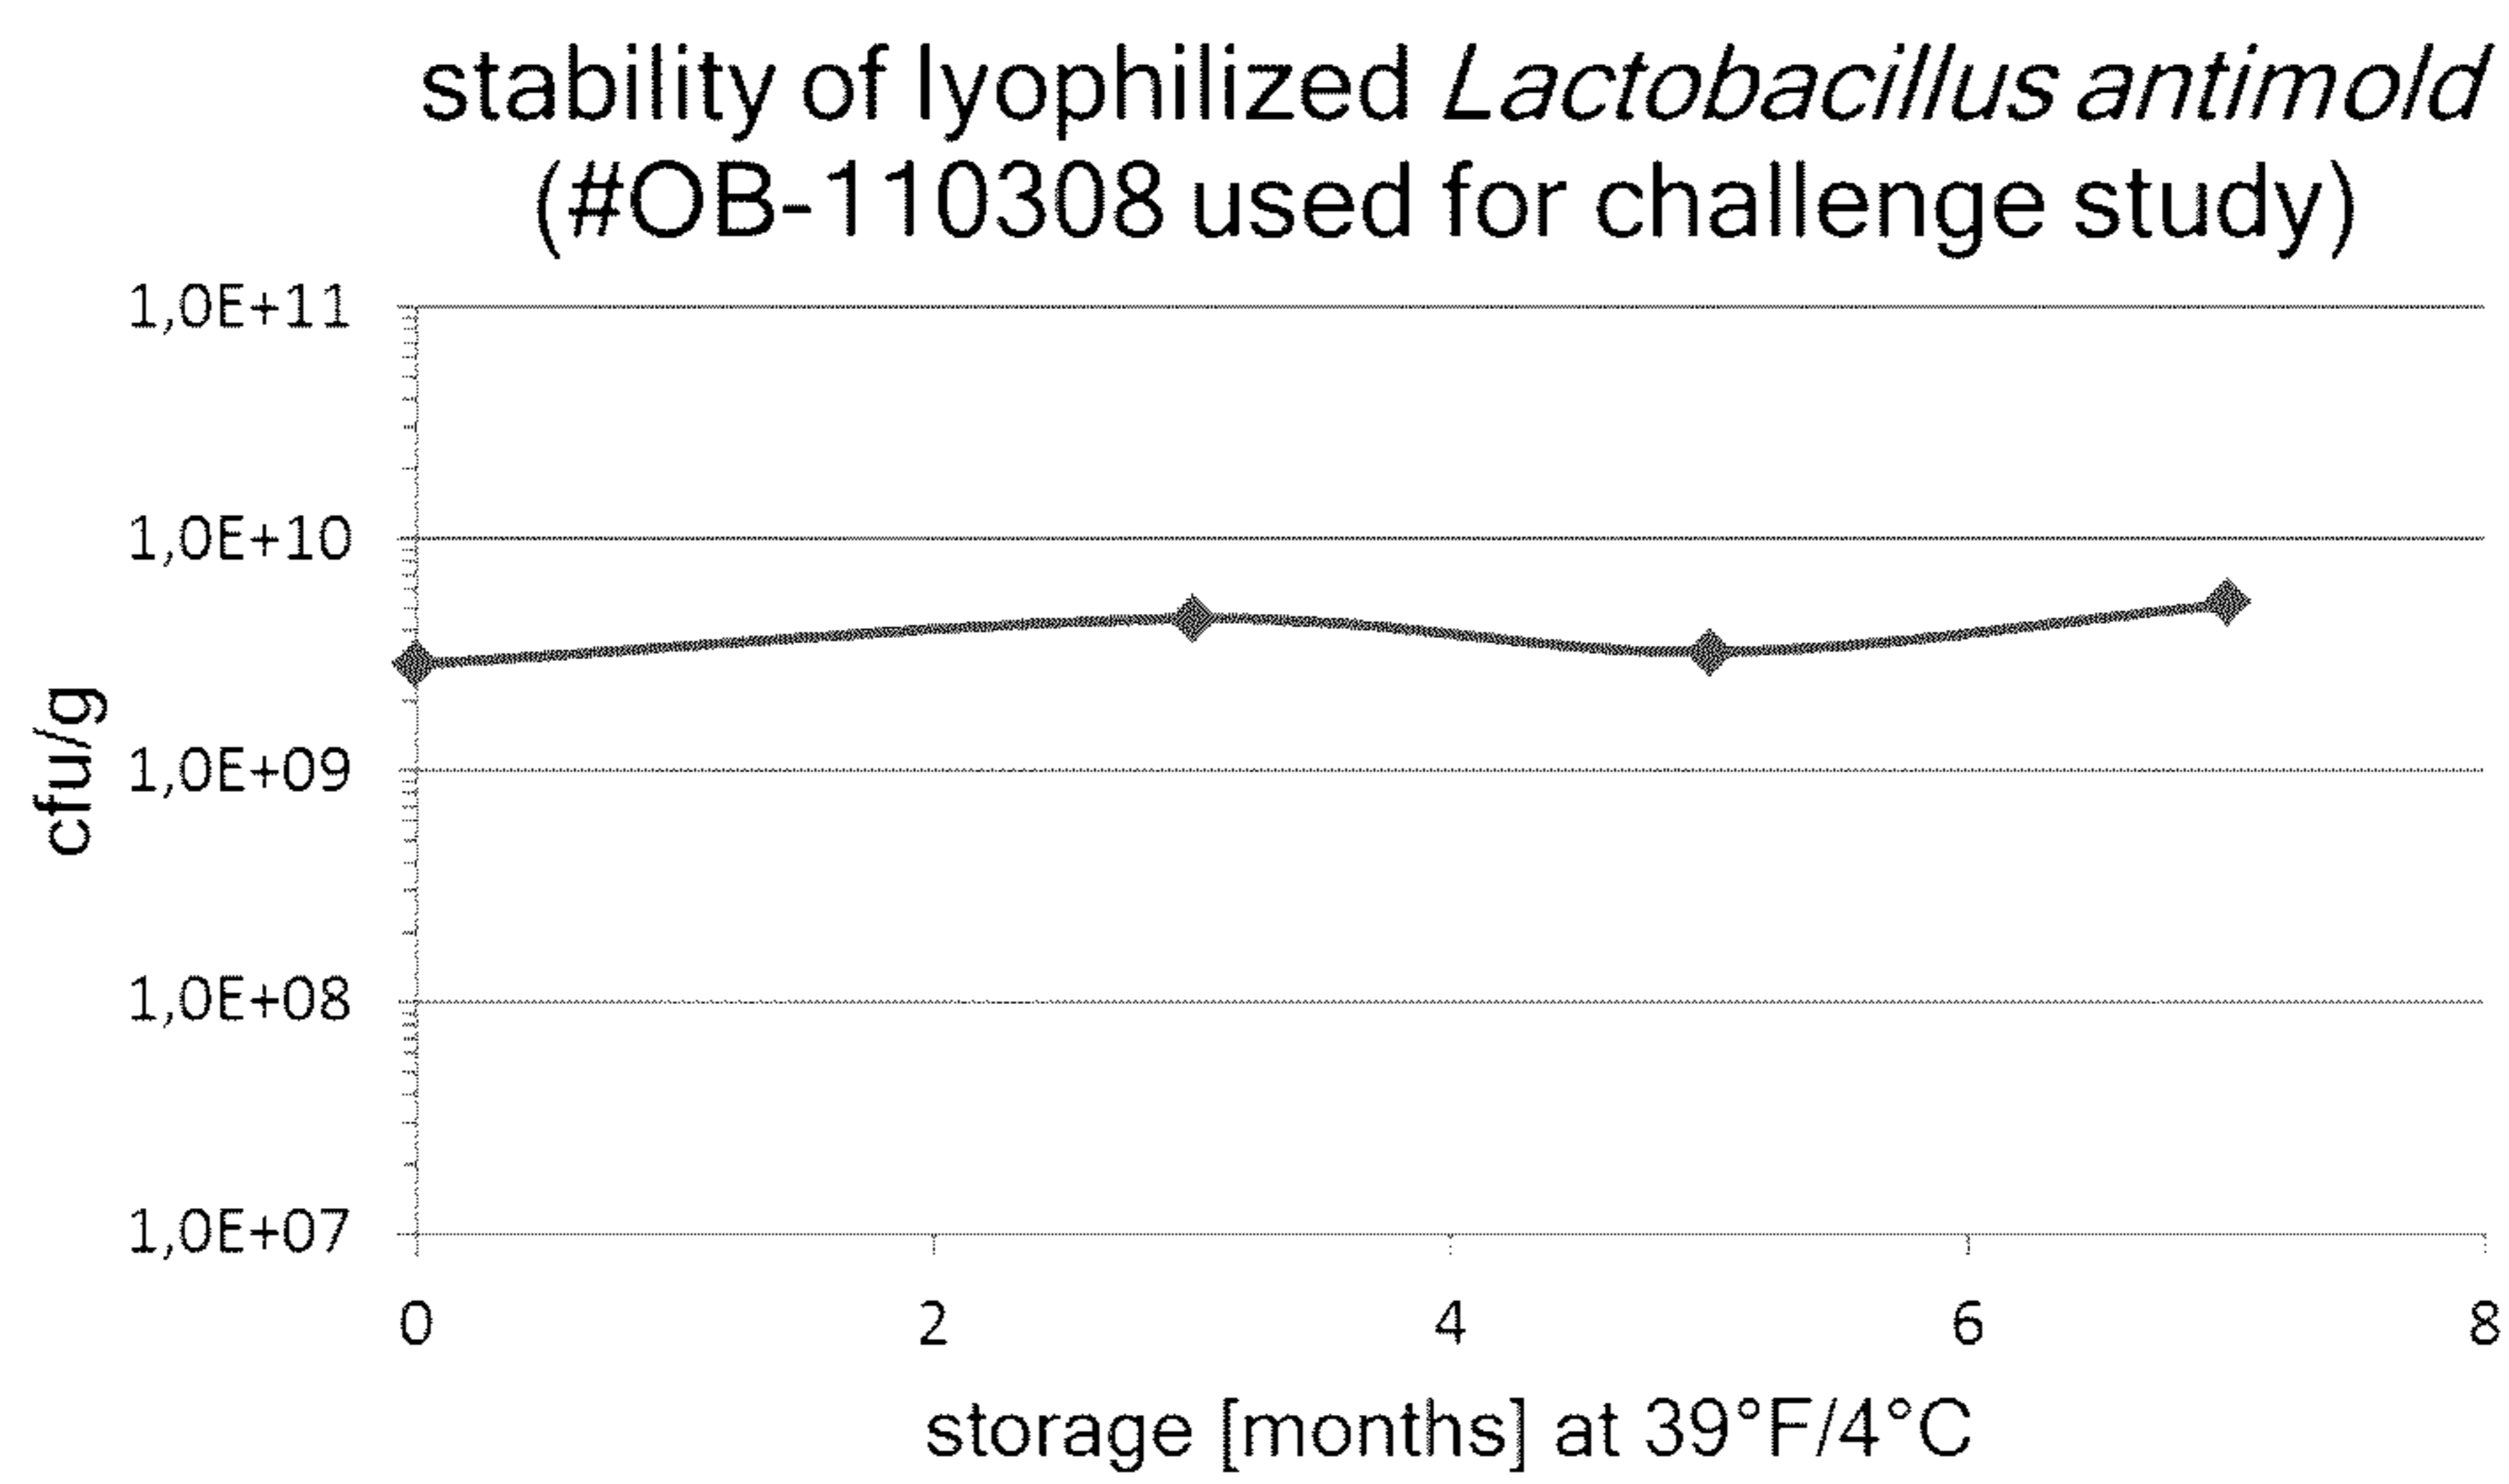 stability of lyophilized Lactobacillus antimold
(#OB-110308 used for challenge study)
1,0E+11
1,0E+10
1,0E+09
1,0E+08
1,0E+07
cfu/g
0 2 4 6 8
storage [months] at 39°F/4°C